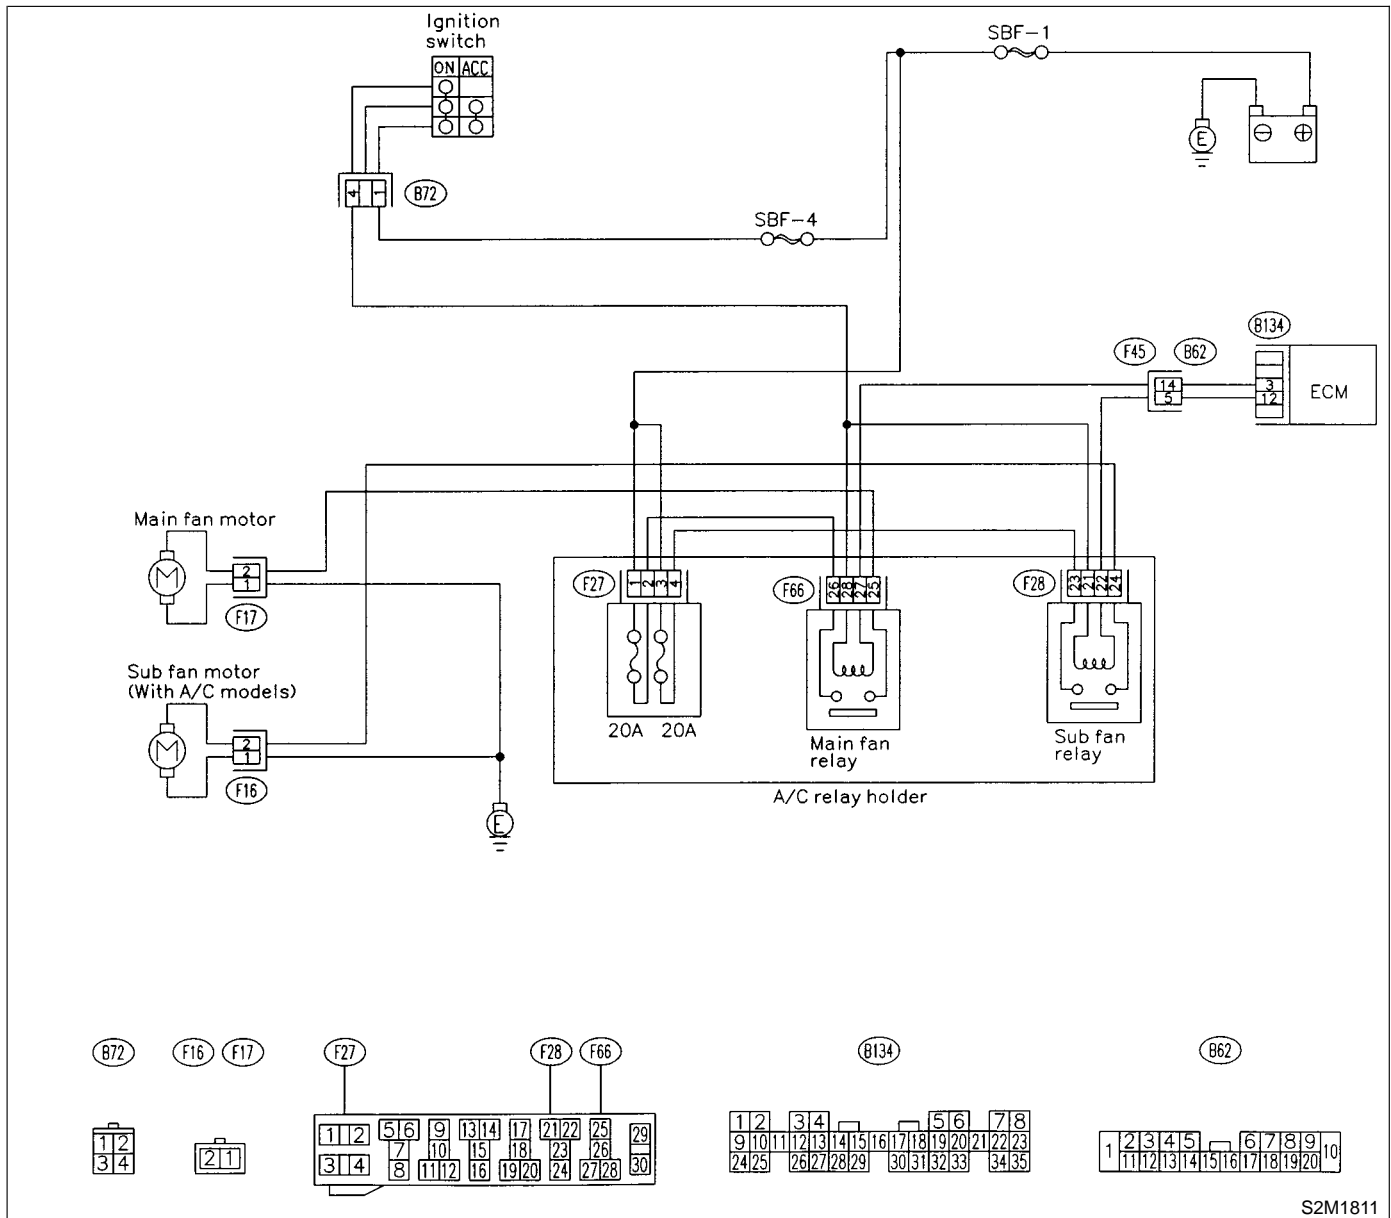 Ignition
switch
ON ACC
SBF-1
E
⊖ ⊕
4 1
B72
SBF-4
B134
F45 B62
14
5
3
12
ECM
Main fan motor
M
2
1
F17
F27
1 2 3 4
F66
26 28 27 25
F28
23 21 22 24
Sub fan motor
(With A/C models)
M
2
1
F16
20A 20A
Main fan
relay
Sub fan
relay
A/C relay holder
E
B72 F16 F17 F27 F28 F66 B134 B62
1 2
3 4
2 1
1 2 5 6 9 13 14 17 21 22 25 29
7 10 15 18 23 26
3 4 8 11 12 16 19 20 24 27 28 30
1 2 3 4 5 6 7 8
9 10 11 12 13 14 15 16 17 18 19 20 21 22 23
24 25 26 27 28 29 30 31 32 33 34 35
1 2 3 4 5 6 7 8 9 10
11 12 13 14 15 16 17 18 19 20
S2M1811